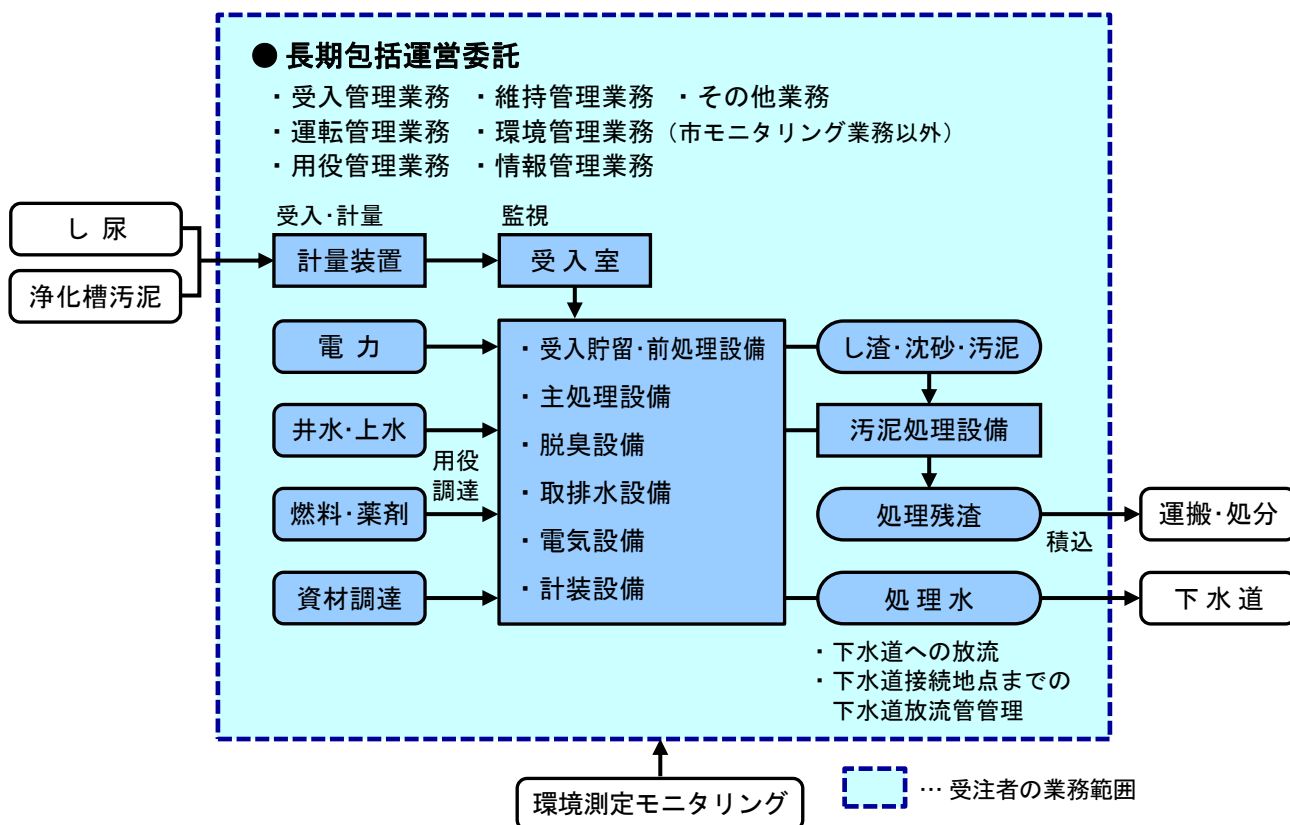 ● 長期包括運営委託
・受入管理業務 ・維持管理業務 ・その他業務
・運転管理業務 ・環境管理業務（市モニタリング業務以外）
・用役管理業務 ・情報管理業務
し 尿
浄化槽汚泥
受入・計量
計量装置
監視
受 入 室
電 力
井水・上水
燃料・薬剤
資材調達
用役
調達
・受入貯留・前処理設備
・主処理設備
・脱臭設備
・取排水設備
・電気設備
・計装設備
し渣・沈砂・汚泥
汚泥処理設備
処理残渣
積込
運搬・処分
処 理 水
下 水 道
・下水道への放流
・下水道接続地点までの
下水道放流管管理
環境測定モニタリング
… 受注者の業務範囲